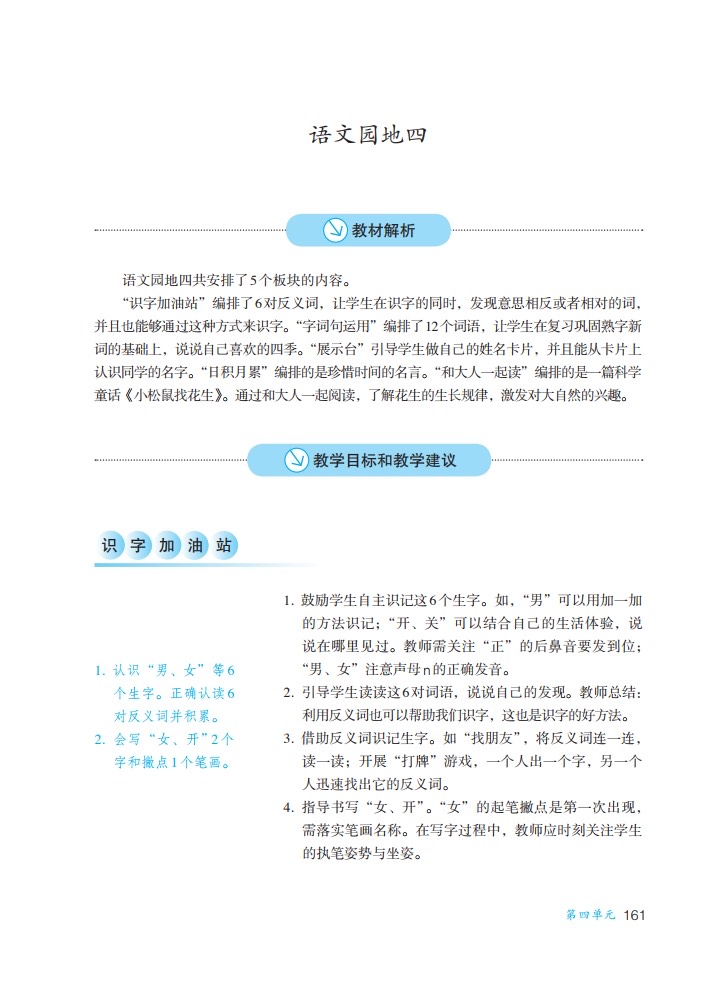 语文园地四
教材解析
语文园地四共安排了5个板块的内容。
“识字加油站”编排了6对反义词，让学生在识字的同时，发现意思相反或者相对的词，
并且也能够通过这种方式来识字。“字词句运用”编排了12个词语，让学生在复习巩固熟字新
词的基础上，说说自己喜欢的四季。“展示台”引导学生做自己的姓名卡片，并且能从卡片上
认识同学的名字。“日积月累”编排的是珍惜时间的名言。“和大人一起读”编排的是一篇科学
童话《小松鼠找花生》。通过和大人一起阅读，了解花生的生长规律，激发对大自然的兴趣。
教学目标和教学建议
识字加油站
1. 认识“男、女”等6
个生字。正确认读6
对反义词并积累。
2. 会写“女、开”2个
字和撇点1个笔画。
1. 鼓励学生自主识记这6个生字。如，“男”可以用加一加
的方法识记；“开、关”可以结合自己的生活体验，说
说在哪里见过。教师需关注“正”的后鼻音要发到位；
“男、女”注意声母n的正确发音。
2. 引导学生读读这6对词语，说说自己的发现。教师总结：
利用反义词也可以帮助我们识字，这也是识字的好方法。
3. 借助反义词识记生字。如“找朋友”，将反义词连一连，
读一读；开展“打牌”游戏，一个人出一个字，另一个
人迅速找出它的反义词。
4. 指导书写“女、开”。“女”的起笔撇点是第一次出现，
需落实笔画名称。在写字过程中，教师应时刻关注学生
的执笔姿势与坐姿。
第四单元 161